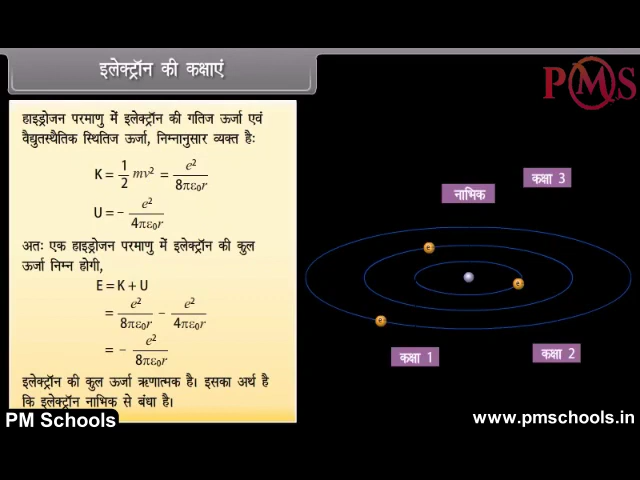 इलेक्ट्रॉन की कक्षाएं
PMS
हाइड्रोजन परमाणु में इलेक्ट्रॉन की गतिज ऊर्जा एवं
वैद्युतस्थैतिक स्थितिज ऊर्जा, निम्नानुसार व्यक्त है:
K = 1/2 mv² = e²/8πε₀r
U = − e²/4πε₀r
अतः एक हाइड्रोजन परमाणु में इलेक्ट्रॉन की कुल
ऊर्जा निम्न होगी,
E = K + U
= e²/8πε₀r − e²/4πε₀r
= − e²/8πε₀r
इलेक्ट्रॉन की कुल ऊर्जा ऋणात्मक है। इसका अर्थ है
कि इलेक्ट्रॉन नाभिक से बंधा है।
कक्षा 3
नाभिक
e⁻
e⁻
e⁻
कक्षा 1
कक्षा 2
PM Schools
www.pmschools.in